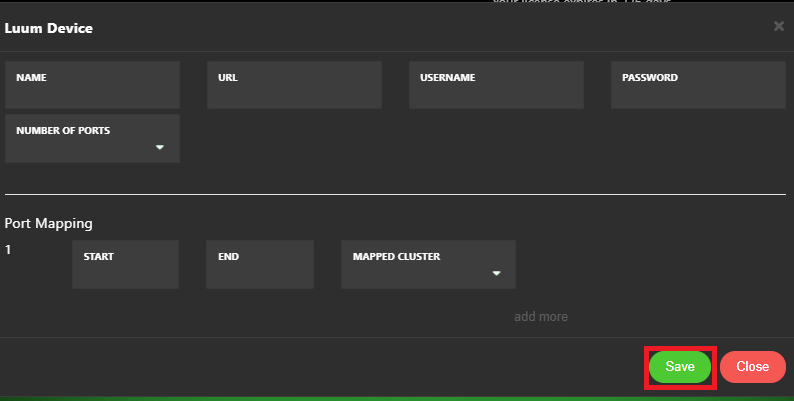 Luum Device
NAME URL USERNAME PASSWORD
NUMBER OF PORTS
Port Mapping
1 START END MAPPED CLUSTER
add more
Save Close